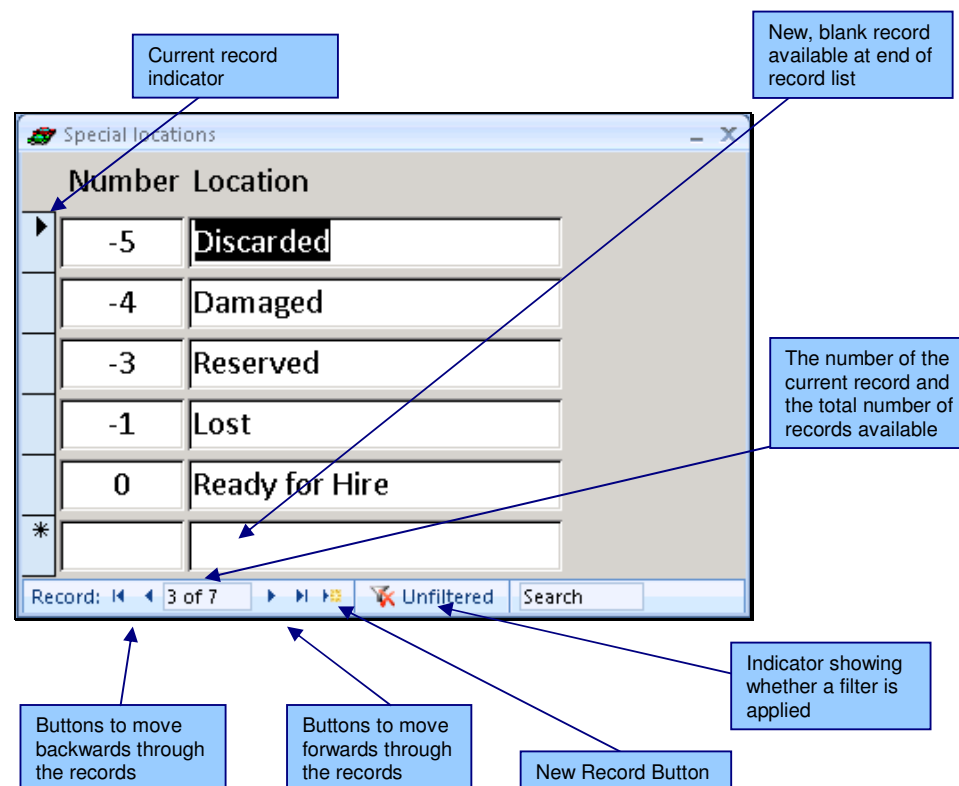 Current record
indicator
New, blank record
available at end of
record list
Special locations
Number Location
-5 Discarded
-4 Damaged
-3 Reserved
-1 Lost
0 Ready for Hire
*
The number of the
current record and
the total number of
records available
Record: 3 of 7 Unfiltered Search
Indicator showing
whether a filter is
applied
Buttons to move
backwards through
the records
Buttons to move
forwards through
the records
New Record Button